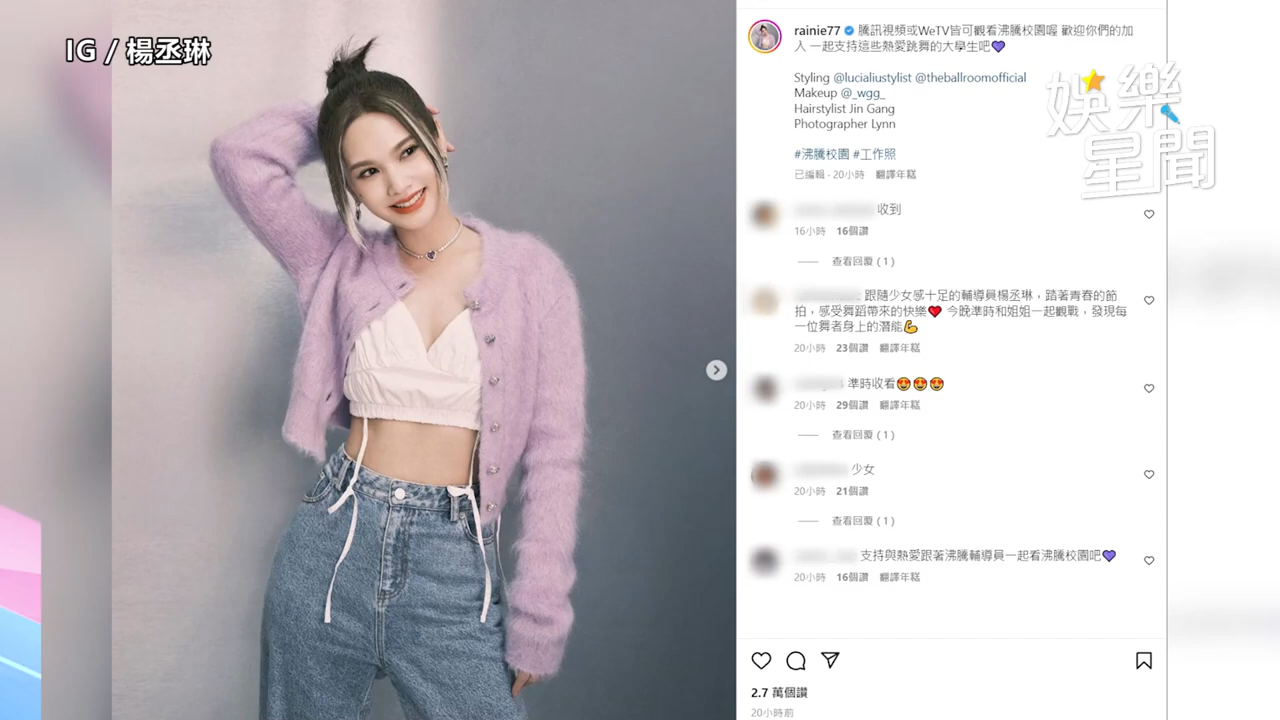 IG / 楊丞琳
rainie77 騰訊視頻或WeTV皆可觀看沸騰校園喔 歡迎你們的加
入 一起支持這些熱愛跳舞的大學生吧💜
Styling @lucialiustylist @theballroomofficial
Makeup @_wgg_
Hairstylist Jin Gang
Photographer Lynn
#沸騰校園 #工作照
已編輯 · 20小時 翻譯年糕
娛樂
星聞
收到
16小時 16個讚
查看回覆 ( 1 )
跟隨少女感十足的輔導員楊丞琳，踏著青春的節
拍，感受舞蹈帶來的快樂❤️ 今晚準時和姐姐一起觀戰，發現每
一位舞者身上的潛能💪
20小時 23個讚 翻譯年糕
準時收看😍😍😍
20小時 29個讚 翻譯年糕
查看回覆 ( 1 )
少女
20小時 21個讚
查看回覆 ( 1 )
支持與熱愛跟著沸騰輔導員一起看沸騰校園吧💜
20小時 16個讚 翻譯年糕
2.7 萬個讚
20小時前